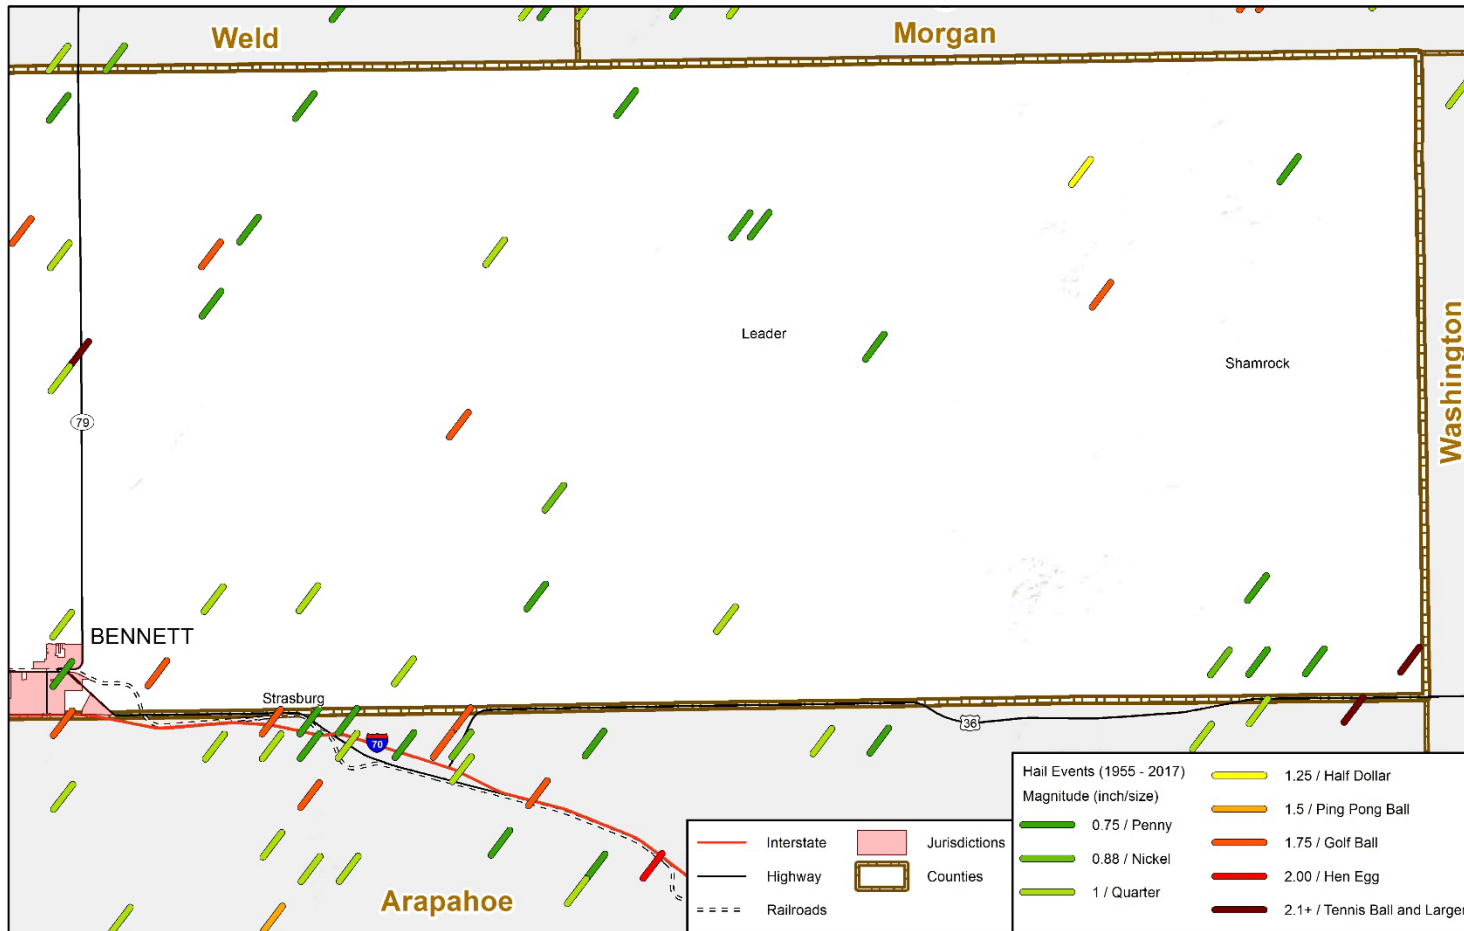 Weld
Morgan
Washington
Leader
Shamrock
79
BENNETT
Strasburg
36
70
Arapahoe
Interstate
Highway
Railroads
Jurisdictions
Counties
Hail Events (1955 - 2017)
Magnitude (inch/size)
0.75 / Penny
0.88 / Nickel
1 / Quarter
1.25 / Half Dollar
1.5 / Ping Pong Ball
1.75 / Golf Ball
2.00 / Hen Egg
2.1+ / Tennis Ball and Larger